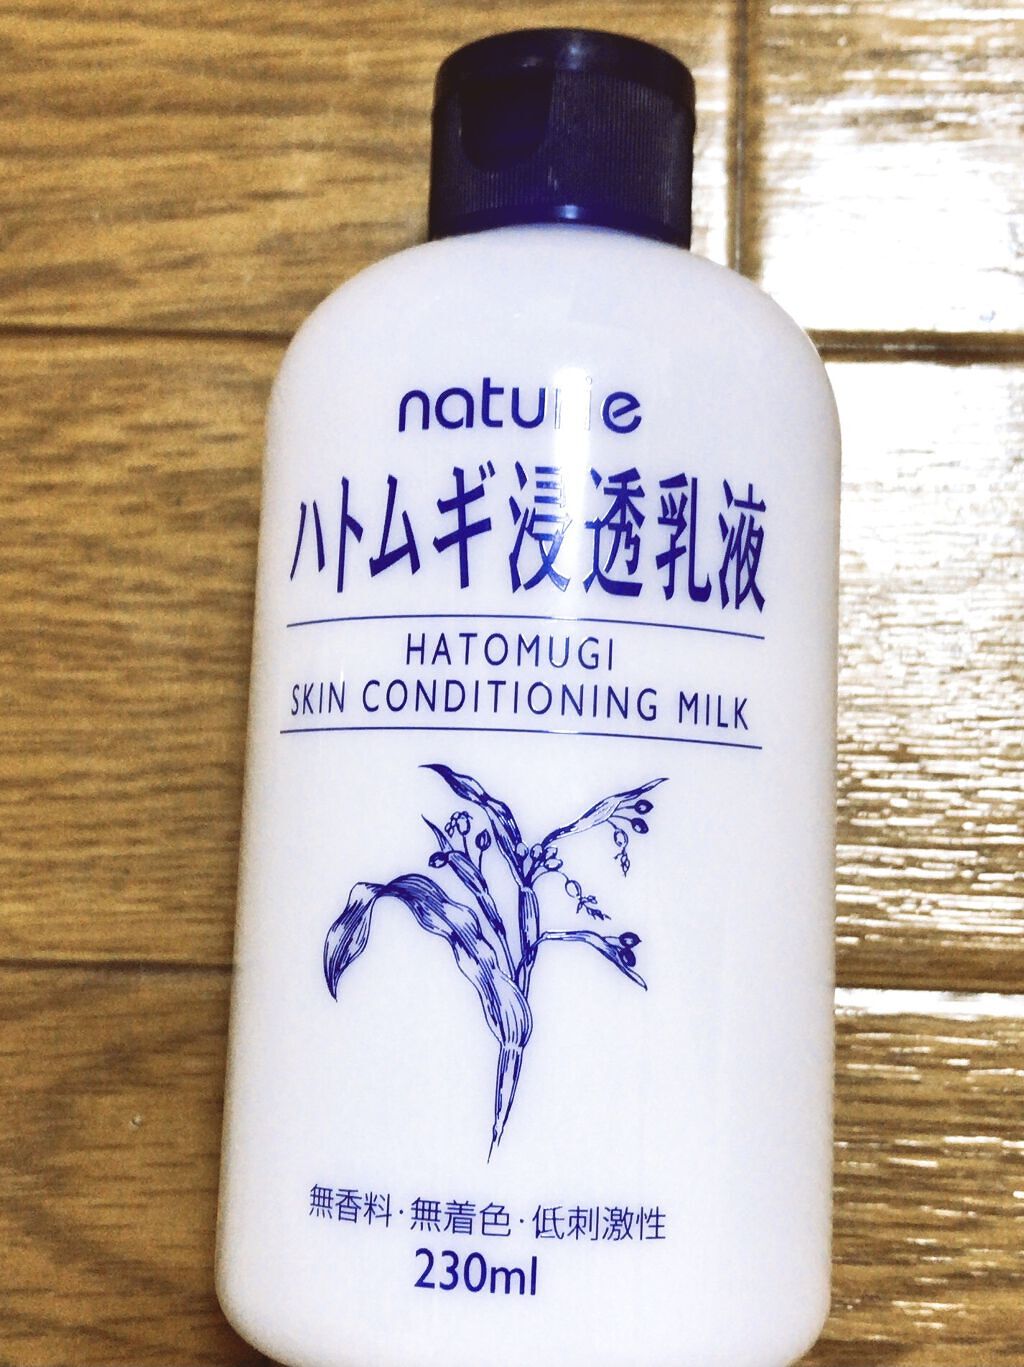 naturie
ハトムギ浸透乳液
HATOMUGI
SKIN CONDITIONING MILK
無香料・無着色・低刺激性
230ml